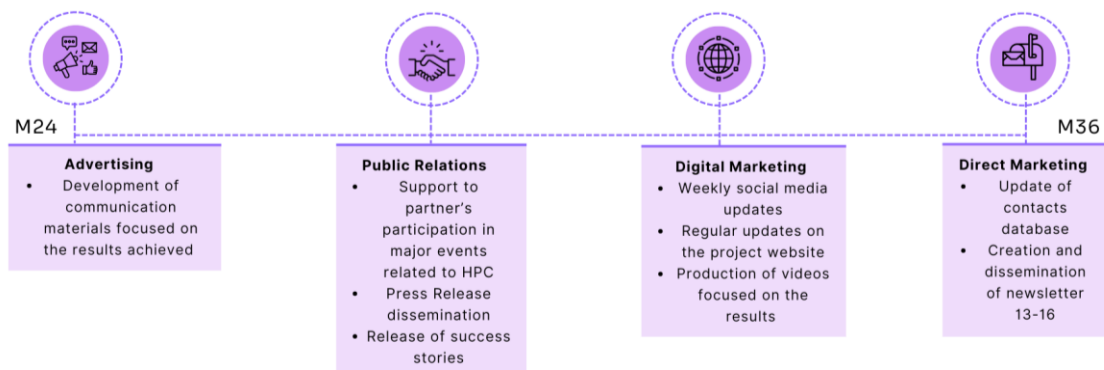 M24
M36
Advertising
• Development of
communication
materials focused on
the results achieved
Public Relations
• Support to
partner's
participation in
major events
related to HPC
• Press Release
dissemination
• Release of success
stories
Digital Marketing
• Weekly social media
updates
• Regular updates on
the project website
• Production of videos
focused on the
results
Direct Marketing
• Update of
contacts
database
• Creation and
dissemination
of newsletter
13-16